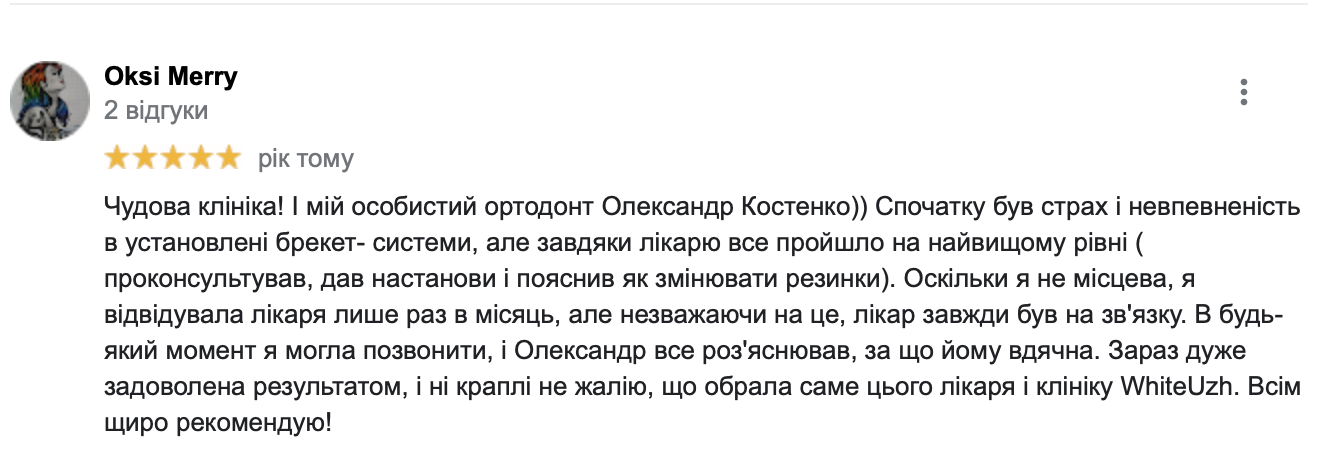 Oksi Merry
2 відгуки
рік тому
Чудова клініка! І мій особистий ортодонт Олександр Костенко)) Спочатку був страх і невпевненість
в установлені брекет- системи, але завдяки лікарю все пройшло на найвищому рівні (
проконсультував, дав настанови і пояснив як змінювати резинки). Оскільки я не місцева, я
відвідувала лікаря лише раз в місяць, але незважаючи на це, лікар завжди був на зв'язку. В будь-
який момент я могла позвонити, і Олександр все роз'яснював, за що йому вдячна. Зараз дуже
задоволена результатом, і ні краплі не жалію, що обрала саме цього лікаря і клініку WhiteUzh. Всім
щиро рекомендую!